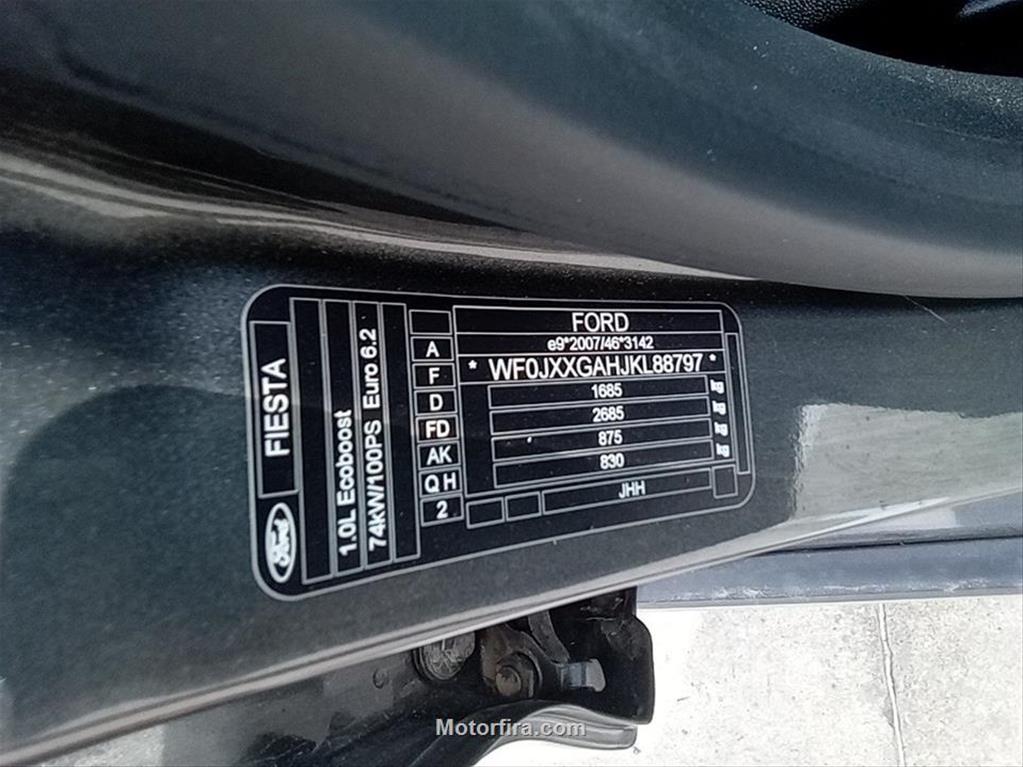 FORD
e9*2007/46*3142
* WF0JXXGAHJKL88797 *
1685 kg
2685 kg
875 kg
830 kg
JHH
A
F
D
FD
AK
Q H
2
FIESTA
Ford
1.0L Ecoboost
74kW/100PS Euro 6.2
Motorfira.com